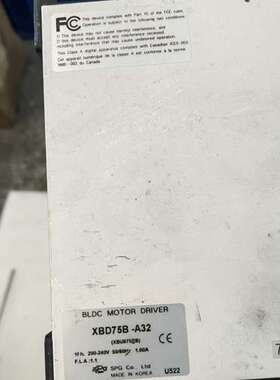 FCC
This device complies with Part 15 of the FCC rules.
Operation is subject to the following two conditions.
1) This device may not cause harmful interference, and
2) This device must accept any interference received,
including interference that may cause undesired operation.
This Class A digital apparatus complies with Canadian ICES-003
Cet appareil numérique de la classe A est conforme
NMB-003 du Canada
BLDC MOTOR DRIVER
XBD75B -A32
CE
1Ph. 200-240V 50/60Hz 1.00A
F.L.A :1.1
SPG Co., Ltd
MADE IN KOREA
U522
7